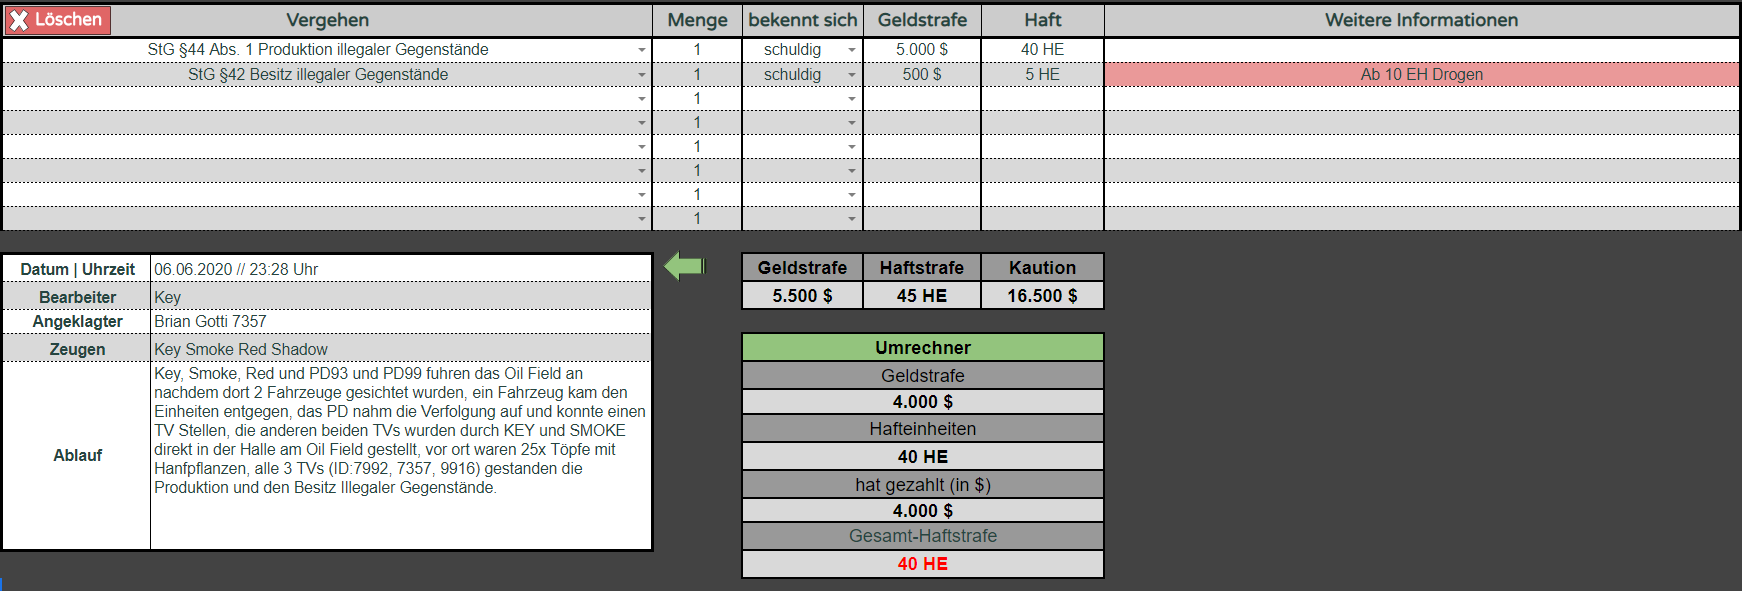 Löschen Vergehen Menge bekennt sich Geldstrafe Haft Weitere Informationen
StG §44 Abs. 1 Produktion illegaler Gegenstände 1 schuldig 5.000 $ 40 HE
StG §42 Besitz illegaler Gegenstände 1 schuldig 500 $ 5 HE Ab 10 EH Drogen
1
1
1
1
1
1
Datum | Uhrzeit 06.06.2020 // 23:28 Uhr
Bearbeiter Key
Angeklagter Brian Gotti 7357
Zeugen Key Smoke Red Shadow
Ablauf
Key, Smoke, Red und PD93 und PD99 fuhren das Oil Field an
nachdem dort 2 Fahrzeuge gesichtet wurden, ein Fahrzeug kam den
Einheiten entgegen, das PD nahm die Verfolgung auf und konnte einen
TV Stellen, die anderen beiden TVs wurden durch KEY und SMOKE
direkt in der Halle am Oil Field gestellt, vor ort waren 25x Töpfe mit
Hanfpflanzen, alle 3 TVs (ID:7992, 7357, 9916) gestanden die
Produktion und den Besitz Illegaler Gegenstände.
Geldstrafe Haftstrafe Kaution
5.500 $ 45 HE 16.500 $
Umrechner
Geldstrafe
4.000 $
Hafteinheiten
40 HE
hat gezahlt (in $)
4.000 $
Gesamt-Haftstrafe
40 HE